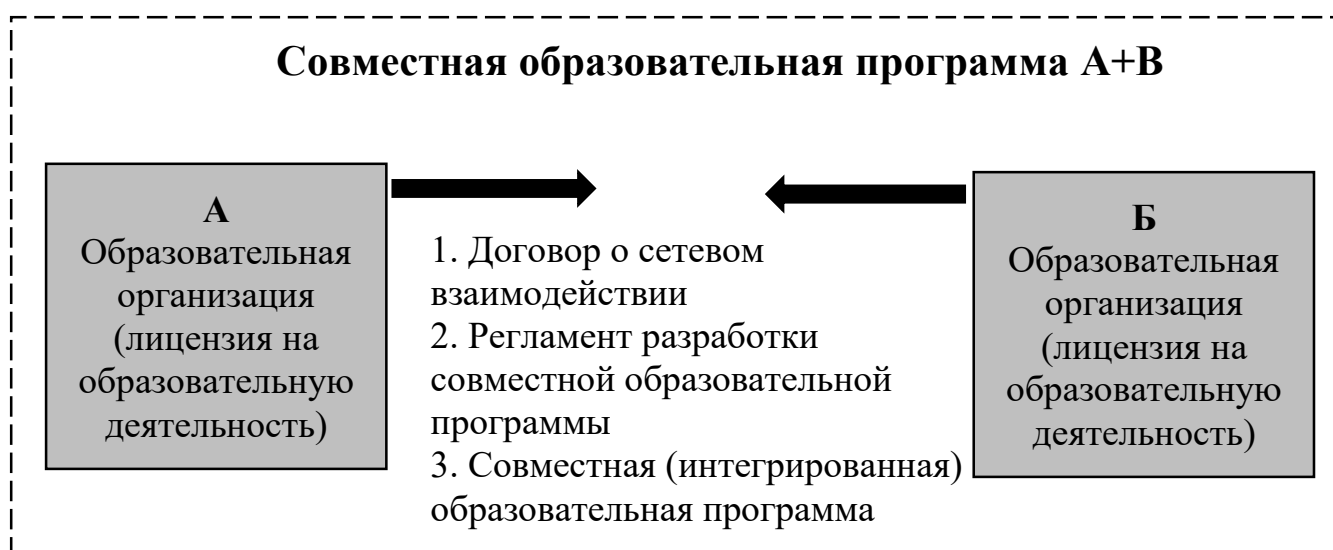 Совместная образовательная программа А+В
А
Образовательная
организация
(лицензия на
образовательную
деятельность)
1. Договор о сетевом
взаимодействии
2. Регламент разработки
совместной образовательной
программы
3. Совместная (интегрированная)
образовательная программа
Б
Образовательная
организация
(лицензия на
образовательную
деятельность)